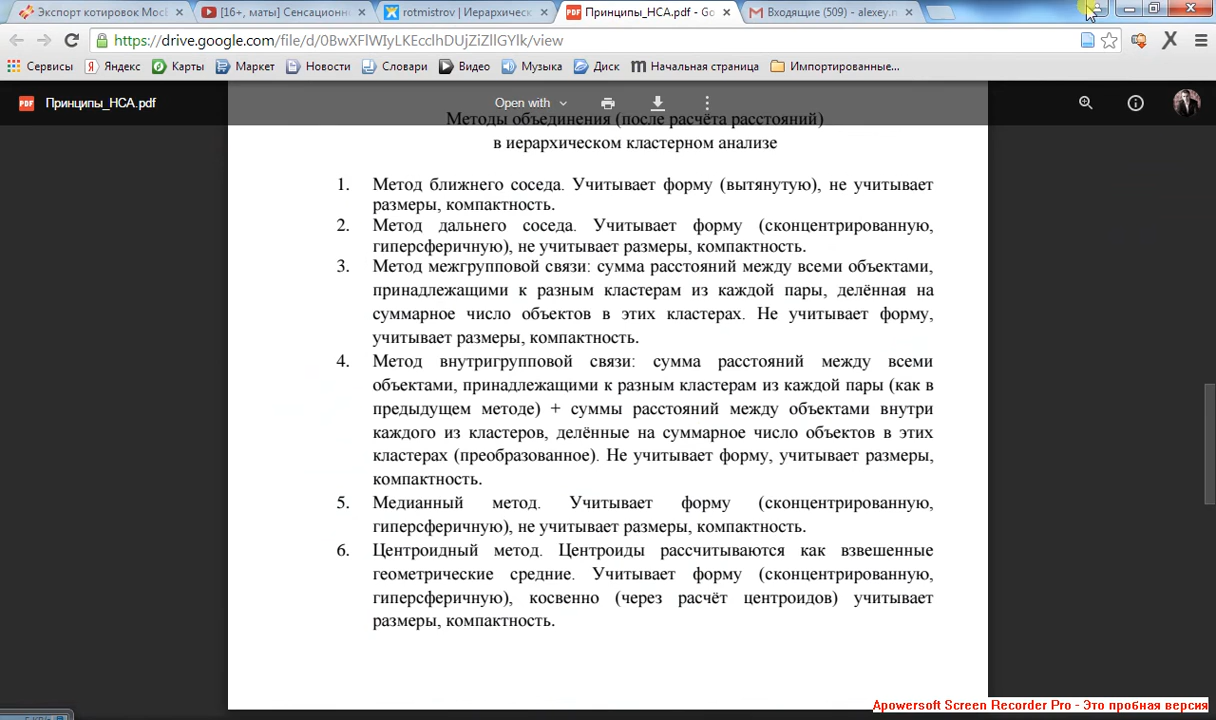 Экспорт котировок МосБ
[16+, маты] Сенсационн
rotmistrov | Иерархическ
Принципы_HCA.pdf - Go
Входящие (509) - alexey.n
https://drive.google.com/file/d/0BwXFlWIyLKEcclhDUjZiZllGYlk/view
Сервисы
Яндекс
Карты
Маркет
Новости
Словари
Видео
Музыка
Диск
Начальная страница
Импортированные...
PDF Принципы_HCA.pdf
Open with
Методы объединения (после расчёта расстояний)
в иерархическом кластерном анализе
1. Метод ближнего соседа. Учитывает форму (вытянутую), не учитывает
размеры, компактность.
2. Метод дальнего соседа. Учитывает форму (сконцентрированную,
гиперсферичную), не учитывает размеры, компактность.
3. Метод межгрупповой связи: сумма расстояний между всеми объектами,
принадлежащими к разным кластерам из каждой пары, делённая на
суммарное число объектов в этих кластерах. Не учитывает форму,
учитывает размеры, компактность.
4. Метод внутригрупповой связи: сумма расстояний между всеми
объектами, принадлежащими к разным кластерам из каждой пары (как в
предыдущем методе) + суммы расстояний между объектами внутри
каждого из кластеров, делённые на суммарное число объектов в этих
кластерах (преобразованное). Не учитывает форму, учитывает размеры,
компактность.
5. Медианный метод. Учитывает форму (сконцентрированную,
гиперсферичную), не учитывает размеры, компактность.
6. Центроидный метод. Центроиды рассчитываются как взвешенные
геометрические средние. Учитывает форму (сконцентрированную,
гиперсферичную), косвенно (через расчёт центроидов) учитывает
размеры, компактность.
Apowersoft Screen Recorder Pro - Это пробная версия